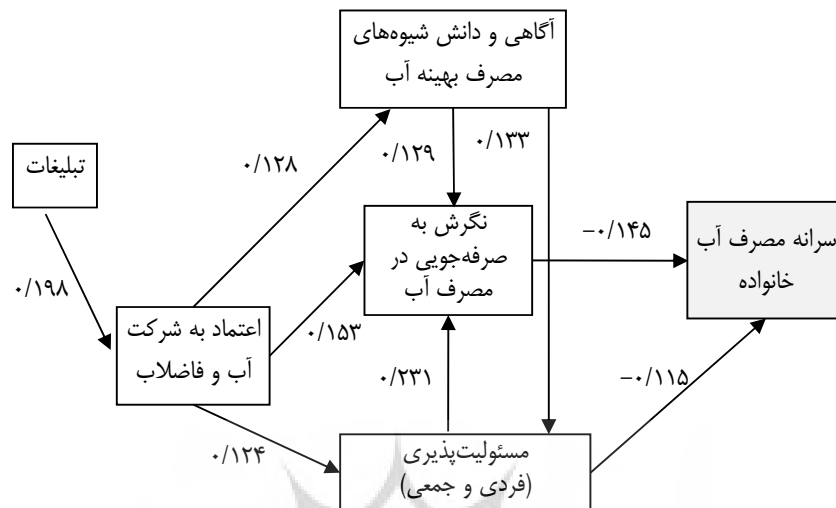 آگاهی و دانش شیوه‌های
مصرف بهینه آب
۰/۱۲۸
۰/۱۲۹
۰/۱۳۳
تبلیغات
نگرش به
صرفه‌جویی در
مصرف آب
-۰/۱۴۵
سرانه مصرف آب
خانواده
۰/۱۹۸
اعتماد به شرکت
آب و فاضلاب
۰/۱۵۳
۰/۲۳۱
-۰/۱۱۵
۰/۱۲۴
مسئولیت‌پذیری
(فردی و جمعی)